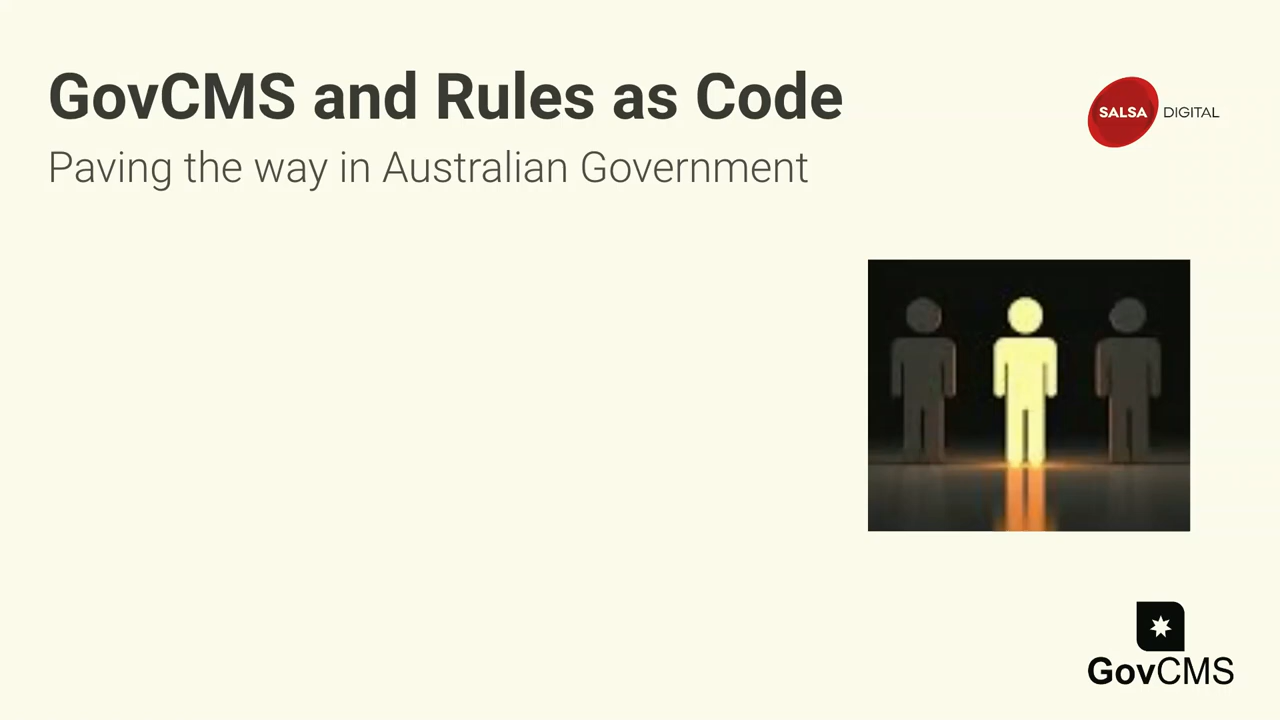 GovCMS and Rules as Code
Paving the way in Australian Government
SALSA DIGITAL
GovCMS